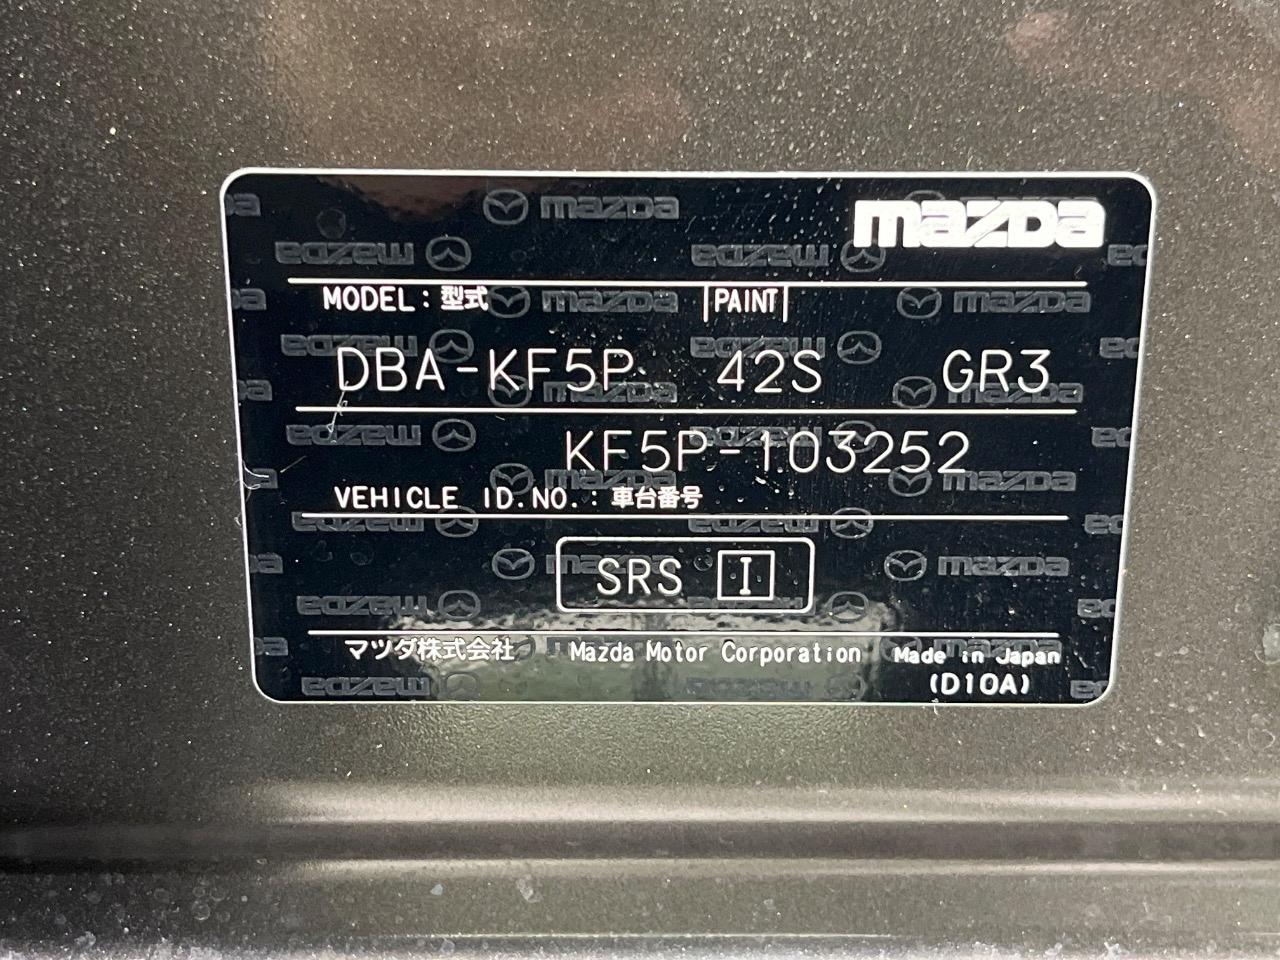 mazda
MODEL : 型式 PAINT
DBA-KF5P 42S GR3
KF5P-103252
VEHICLE ID.NO. : 車台番号
SRS I
マツダ株式会社 Mazda Motor Corporation Made in Japan
(D10A)